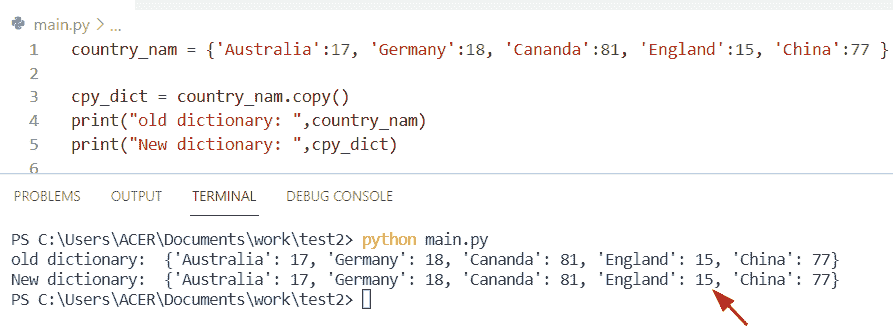 main.py > ...
1 country_nam = {'Australia':17, 'Germany':18, 'Cananda':81, 'England':15, 'China':77 }
2
3 cpy_dict = country_nam.copy()
4 print("old dictionary: ",country_nam)
5 print("New dictionary: ",cpy_dict)
6
PROBLEMS OUTPUT TERMINAL DEBUG CONSOLE
PS C:\Users\ACER\Documents\work\test2> python main.py
old dictionary:  {'Australia': 17, 'Germany': 18, 'Cananda': 81, 'England': 15, 'China': 77}
New dictionary:  {'Australia': 17, 'Germany': 18, 'Cananda': 81, 'England': 15, 'China': 77}
PS C:\Users\ACER\Documents\work\test2>